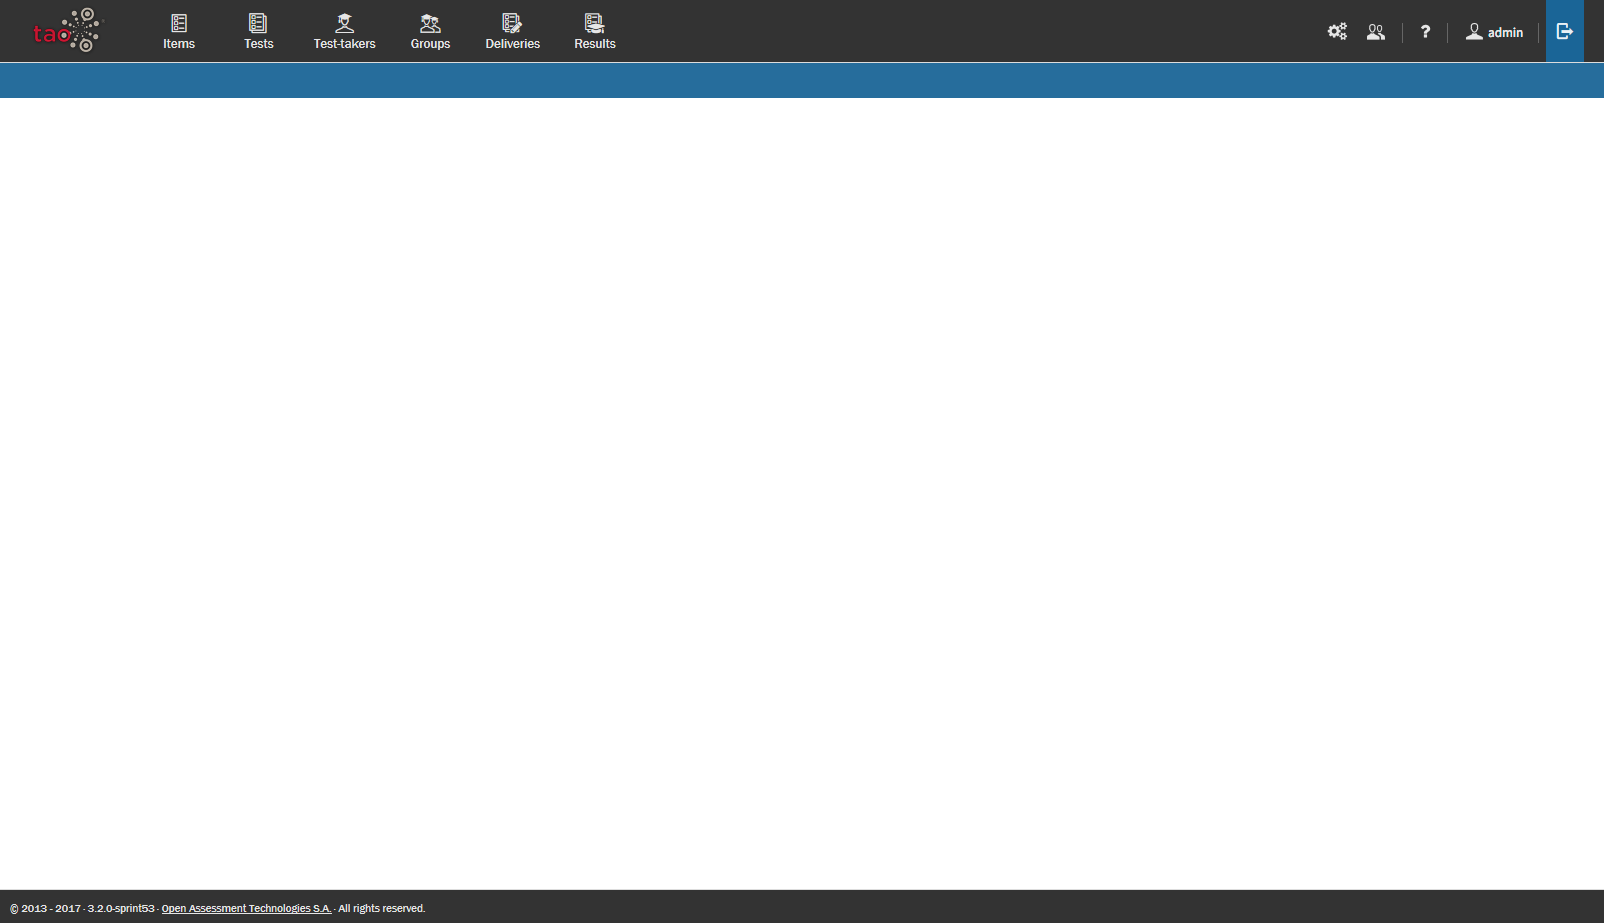 tao
Items Tests Test-takers Groups Deliveries Results
? admin
© 2013 - 2017 · 3.2.0-sprint53 · Open Assessment Technologies S.A. · All rights reserved.